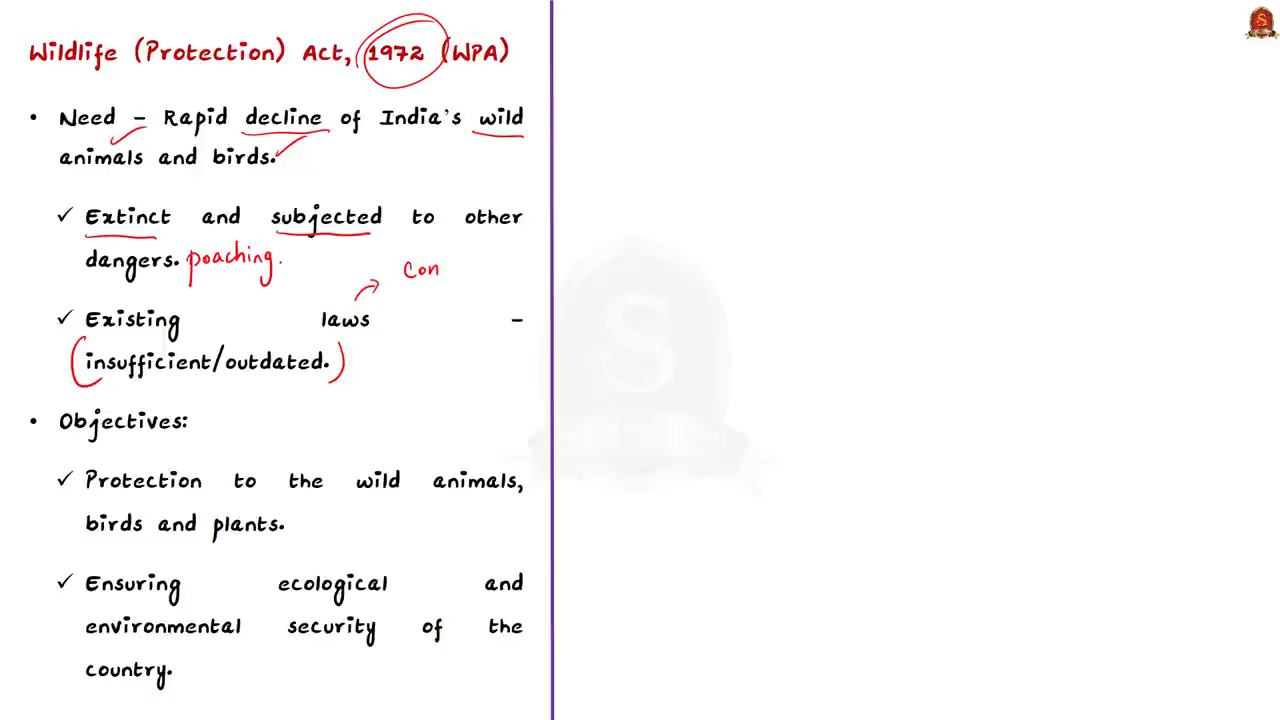 Wildlife (Protection) Act, 1972 (WPA)
• Need - Rapid decline of India's wild
animals and birds.
✓ Extinct and subjected to other
dangers. poaching.
Con
✓ Existing laws -
insufficient/outdated.
• Objectives:
✓ Protection to the wild animals,
birds and plants.
✓ Ensuring ecological and
environmental security of the
country.
S